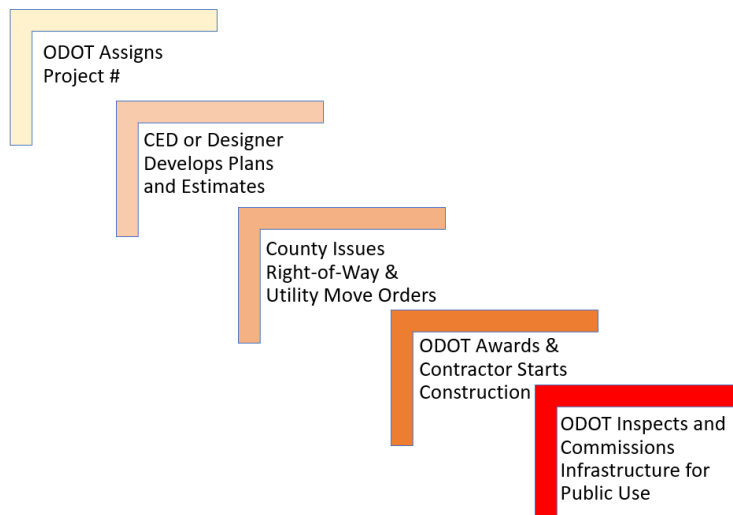 ODOT Assigns
Project #
CED or Designer
Develops Plans
and Estimates
County Issues
Right-of-Way &
Utility Move Orders
ODOT Awards &
Contractor Starts
Construction
ODOT Inspects and
Commissions
Infrastructure for
Public Use